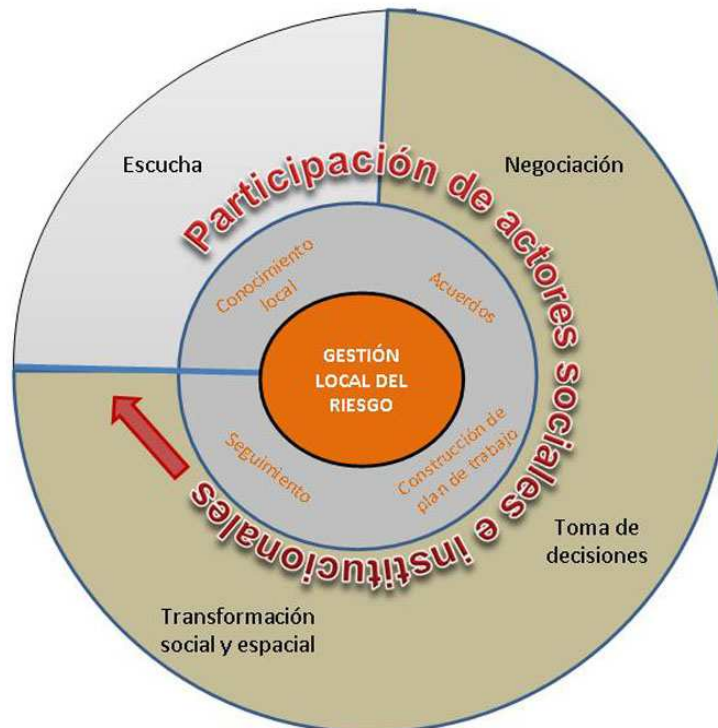 Escucha
Negociación
Participación de actores sociales e institucionales
Conocimiento
local
Acuerdos
GESTIÓN
LOCAL DEL
RIESGO
Seguimiento
Construcción de
plan de trabajo
Toma de
decisiones
Transformación
social y espacial